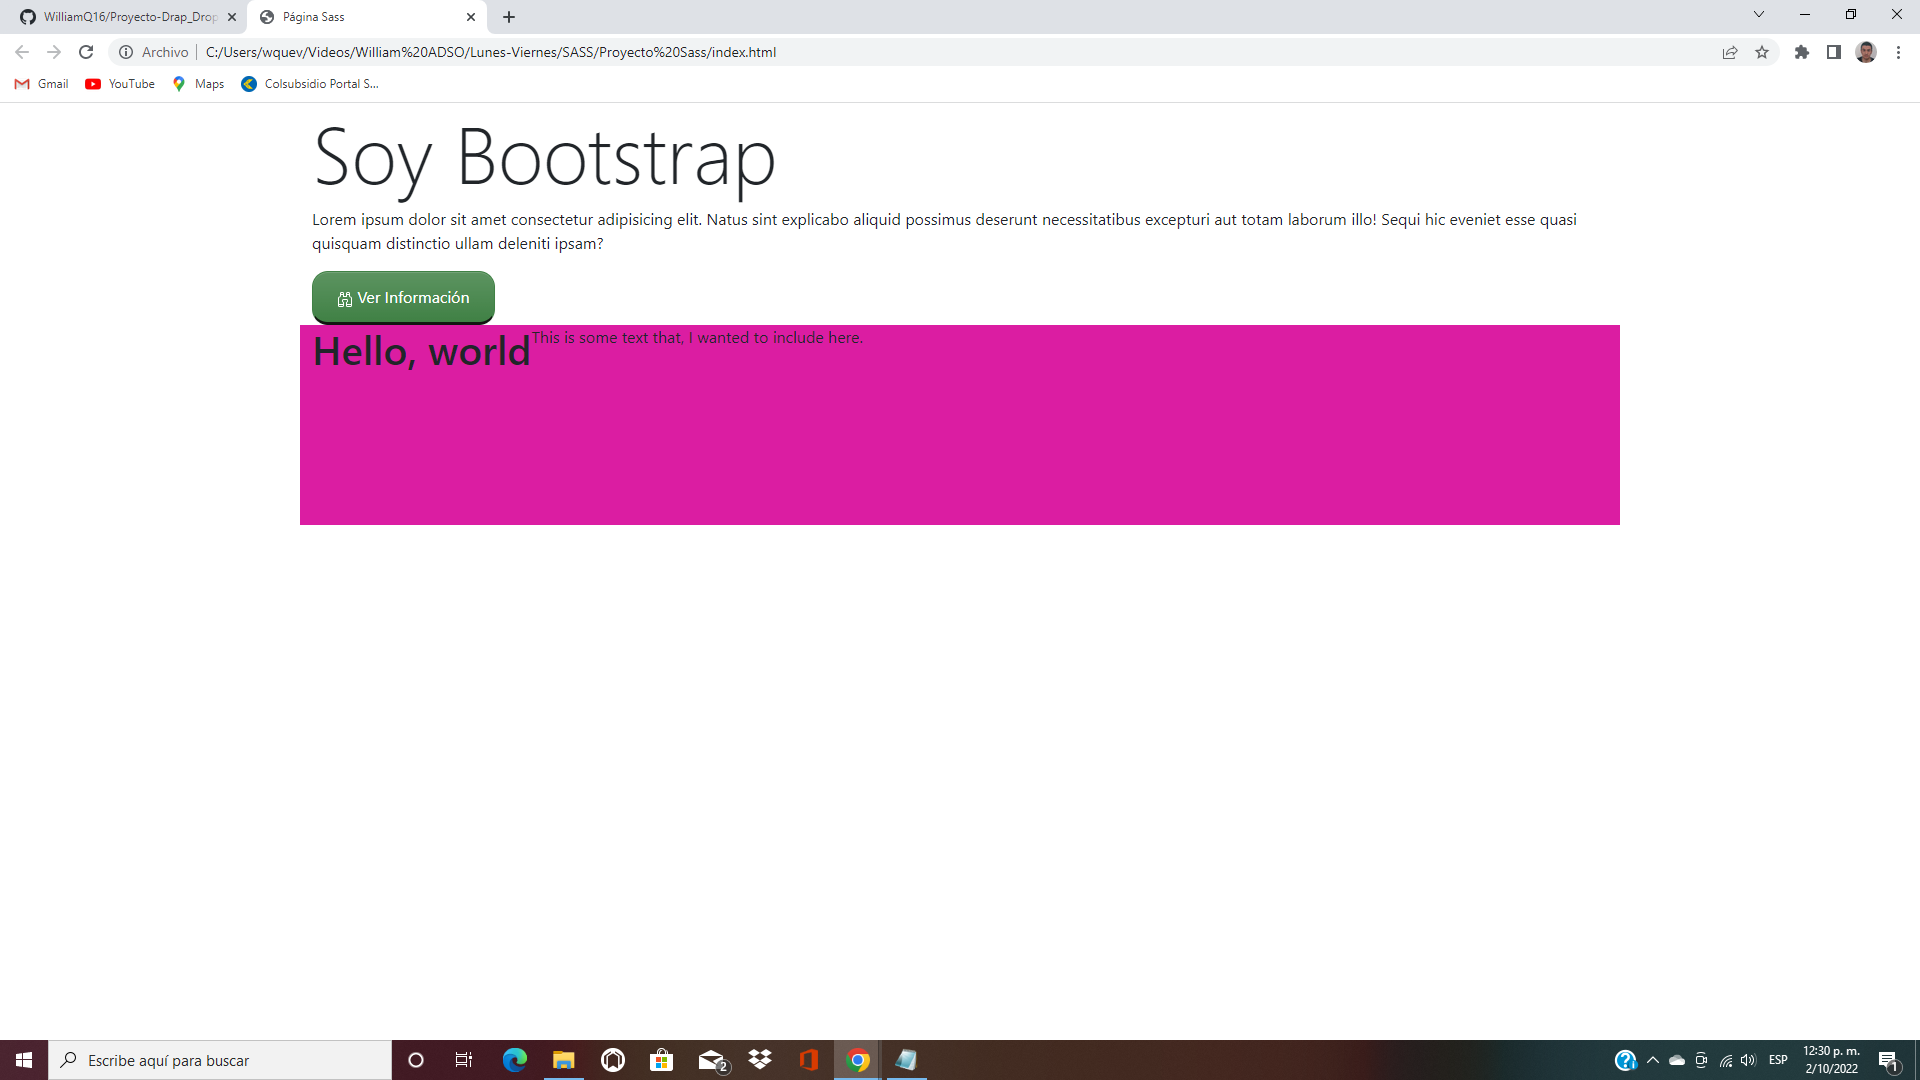 WilliamQ16/Proyecto-Drap_Drop
Página Sass
Archivo
C:/Users/wquev/Videos/William%20ADSO/Lunes-Viernes/SASS/Proyecto%20Sass/index.html
Gmail
YouTube
Maps
Colsubsidio Portal S...
Soy Bootstrap
Lorem ipsum dolor sit amet consectetur adipisicing elit. Natus sint explicabo aliquid possimus deserunt necessitatibus excepturi aut totam laborum illo! Sequi hic eveniet esse quasi
quisquam distinctio ullam deleniti ipsam?
Ver Información
Hello, world
This is some text that, I wanted to include here.
Escribe aquí para buscar
2
ESP
12:30 p. m.
2/10/2022
1